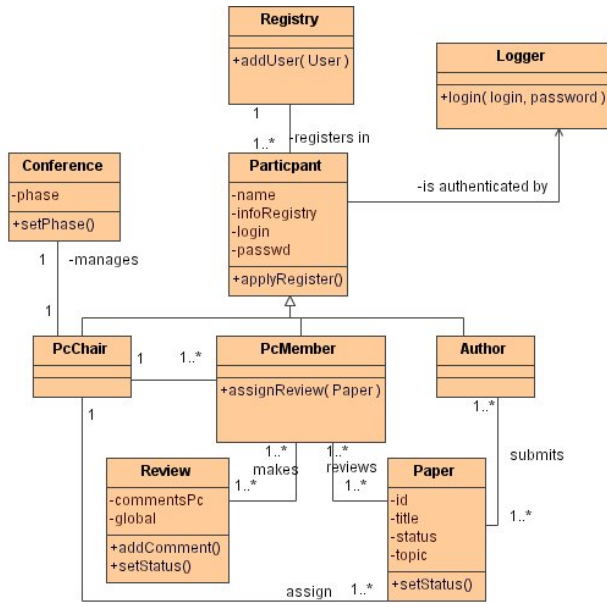 Registry
+addUser( User )
Logger
+login( login, password )
1
1..*
-registers in
Conference
-phase
+setPhase()
Particpant
-name
-infoRegistry
-login
-passwd
+applyRegister()
-is authenticated by
1
-manages
1
PcChair
1
1..*
PcMember
+assignReview( Paper )
Author
1
1..*
1..*
1..*
makes
reviews
submits
1..*
1..*
1..*
Review
-commentsPc
-global
+addComment()
+setStatus()
Paper
-id
-title
-status
-topic
+setStatus()
assign
1..*